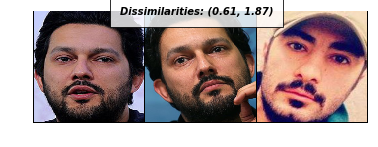 Dissimilarities: (0.61, 1.87)